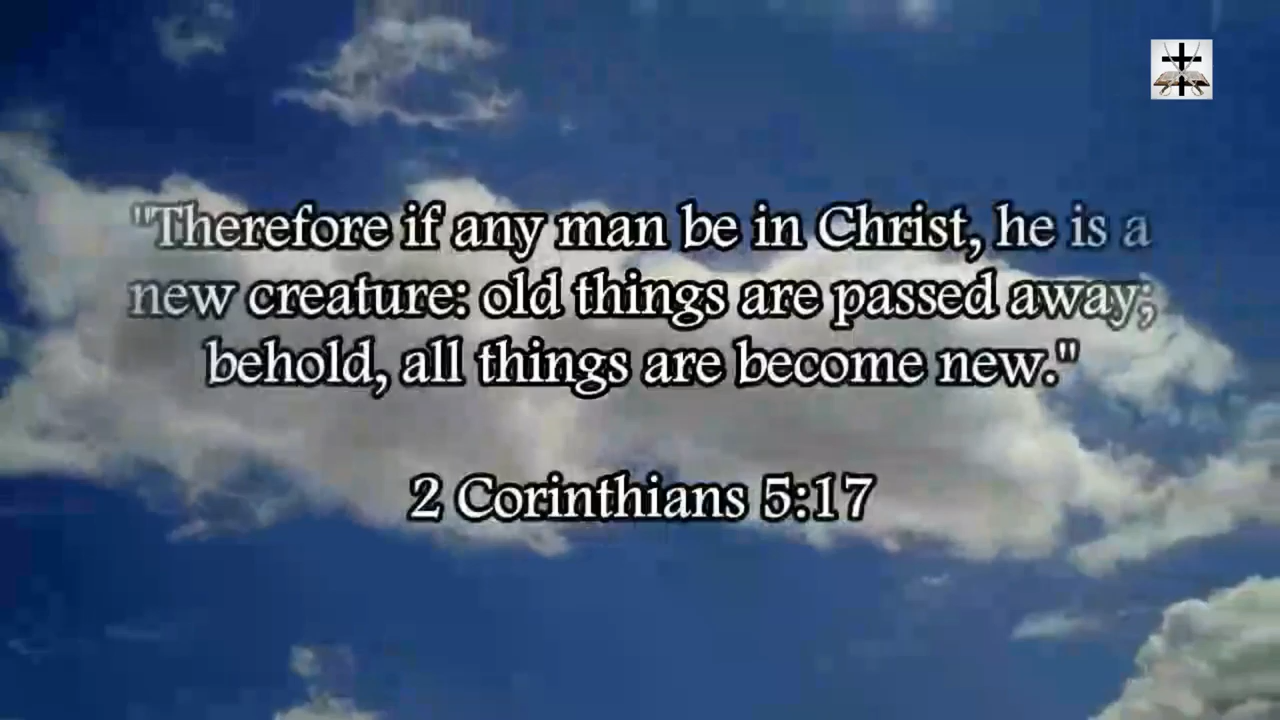 "Therefore if any man be in Christ, he is a
new creature: old things are passed away;
behold, all things are become new."
2 Corinthians 5:17